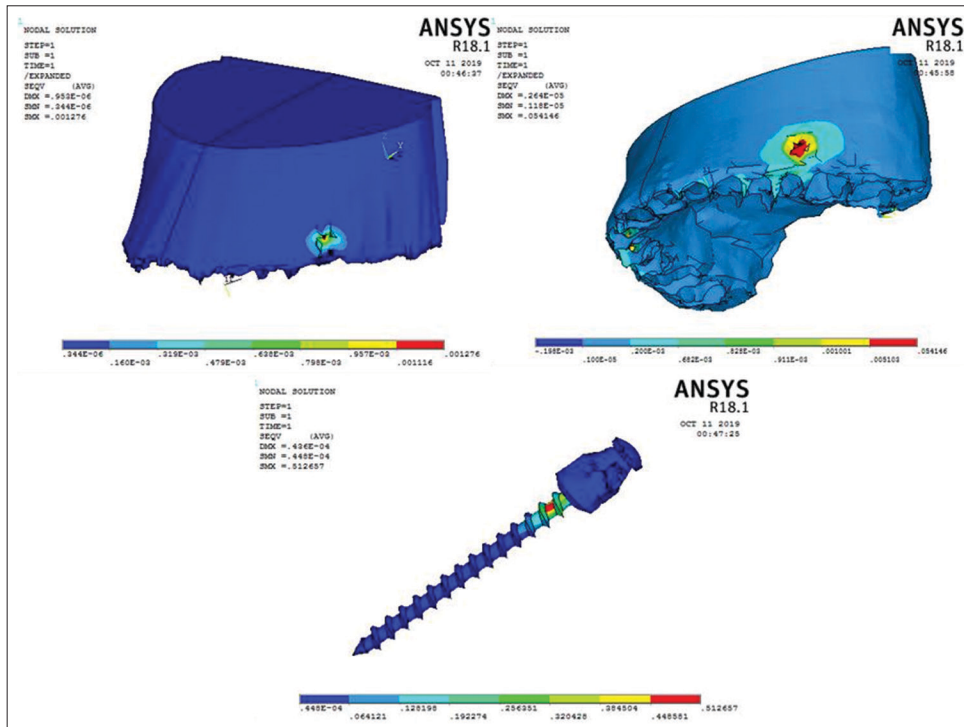 1
NODAL SOLUTION
STEP=1
SUB =1
TIME=1
/EXPANDED
SEQV (AVG)
DMX =.953E-06
SMN =.344E-06
SMX =.001276
ANSYS
R18.1
OCT 11 2019
00:46:37
.344E-06 .319E-03 .638E-03 .957E-03 .001276
.160E-03 .479E-03 .798E-03 .001116
1
NODAL SOLUTION
STEP=1
SUB =1
TIME=1
/EXPANDED
SEQV (AVG)
DMX =.264E-05
SMN =.118E-05
SMX =.054146
ANSYS
R18.1
OCT 11 2019
00:45:58
-.198E-03 .200E-03 .828E-03 .001001 .054146
.100E-05 .682E-03 .911E-03 .005103
1
NODAL SOLUTION
STEP=1
SUB =1
TIME=1
SEQV (AVG)
DMX =.436E-04
SMN =.448E-04
SMX =.512657
ANSYS
R18.1
OCT 11 2019
00:47:25
.448E-04 .128198 .256351 .384504 .512657
.064121 .192274 .320428 .448581